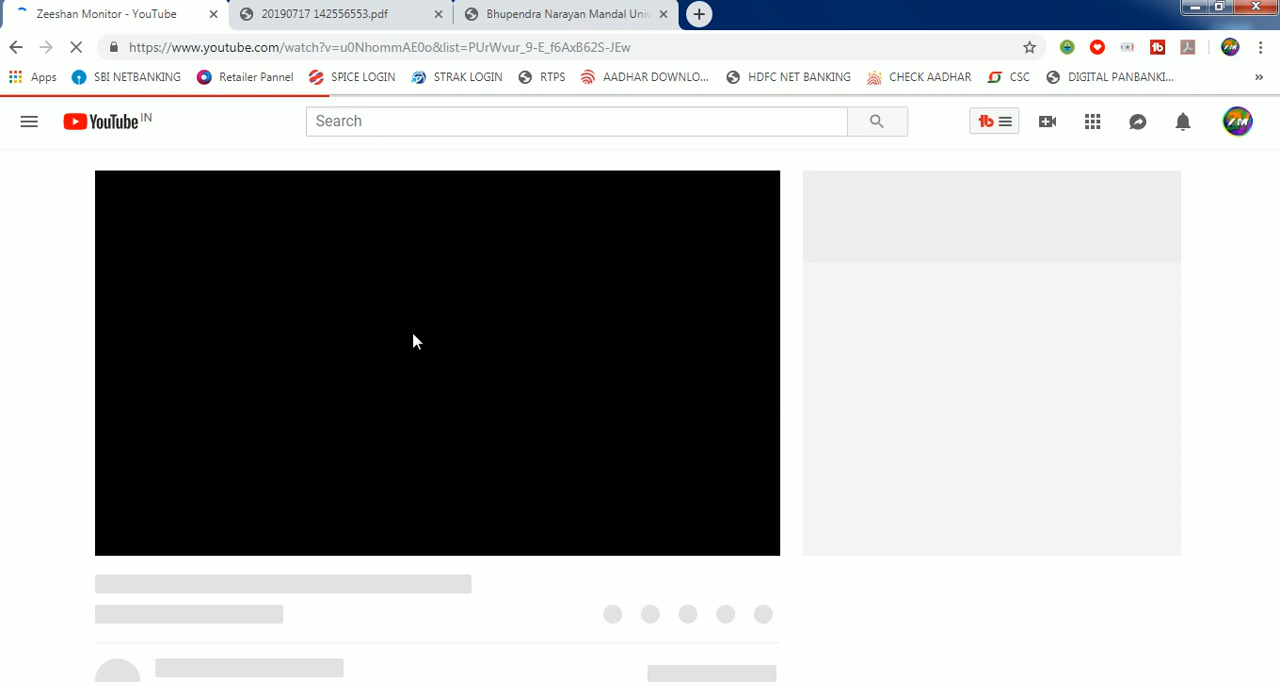 Zeeshan Monitor - YouTube
20190717 142556553.pdf
Bhupendra Narayan Mandal Univ
https://www.youtube.com/watch?v=u0NhommAE0o&list=PUrWvur_9-E_f6AxB62S-JEw
Apps SBI NETBANKING Retailer Pannel SPICE LOGIN STRAK LOGIN RTPS AADHAR DOWNLO... HDFC NET BANKING CHECK AADHAR CSC DIGITAL PANBANKI... »
YouTube IN
Search
tb
ZM